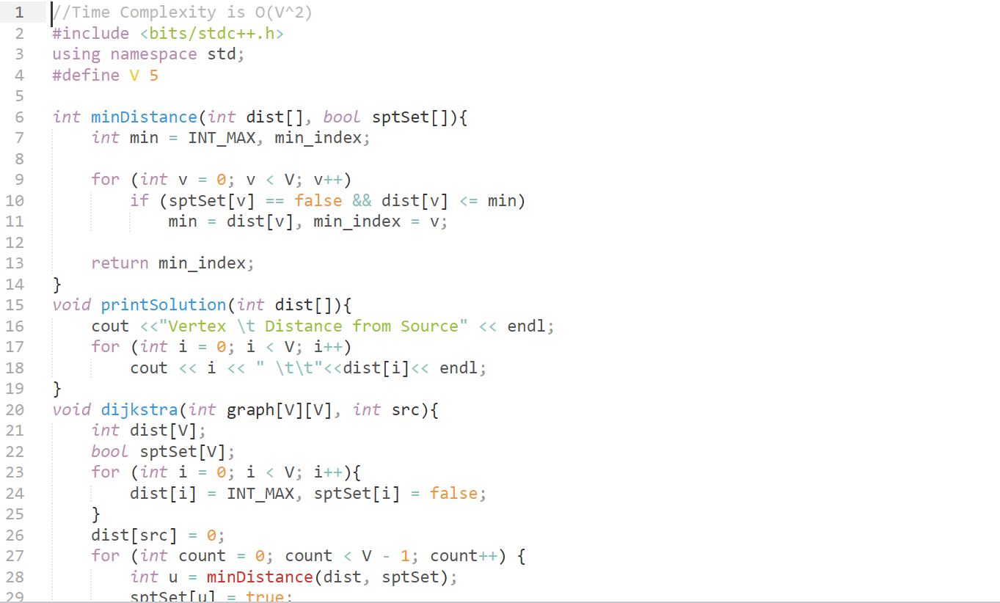 1 //Time Complexity is O(V^2)
2 #include <bits/stdc++.h>
3 using namespace std;
4 #define V 5
5
6 int minDistance(int dist[], bool sptSet[]){
7     int min = INT_MAX, min_index;
8
9     for (int v = 0; v < V; v++)
10         if (sptSet[v] == false && dist[v] <= min)
11             min = dist[v], min_index = v;
12
13     return min_index;
14 }
15 void printSolution(int dist[]){
16     cout <<"Vertex \t Distance from Source" << endl;
17     for (int i = 0; i < V; i++)
18         cout << i << " \t\t"<<dist[i]<< endl;
19 }
20 void dijkstra(int graph[V][V], int src){
21     int dist[V];
22     bool sptSet[V];
23     for (int i = 0; i < V; i++){
24         dist[i] = INT_MAX, sptSet[i] = false;
25     }
26     dist[src] = 0;
27     for (int count = 0; count < V - 1; count++) {
28         int u = minDistance(dist, sptSet);
29         sptSet[u] = true;